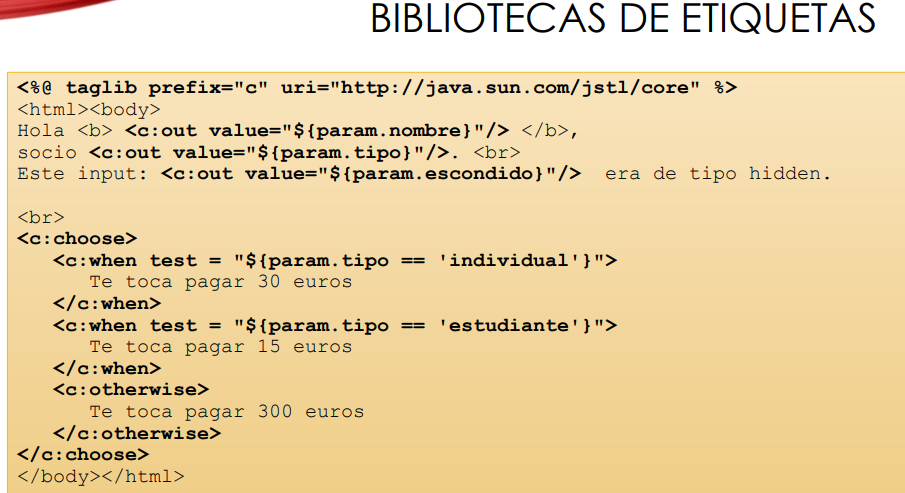 BIBLIOTECAS DE ETIQUETAS
<%@ taglib prefix="c" uri="http://java.sun.com/jstl/core" %>
<html><body>
Hola <b> <c:out value="${param.nombre}"/> </b>,
socio <c:out value="${param.tipo}"/>. <br>
Este input: <c:out value="${param.escondido}"/>  era de tipo hidden.
<br>
<c:choose>
   <c:when test = "${param.tipo == 'individual'}">
      Te toca pagar 30 euros
   </c:when>
   <c:when test = "${param.tipo == 'estudiante'}">
      Te toca pagar 15 euros
   </c:when>
   <c:otherwise>
      Te toca pagar 300 euros
   </c:otherwise>
</c:choose>
</body></html>